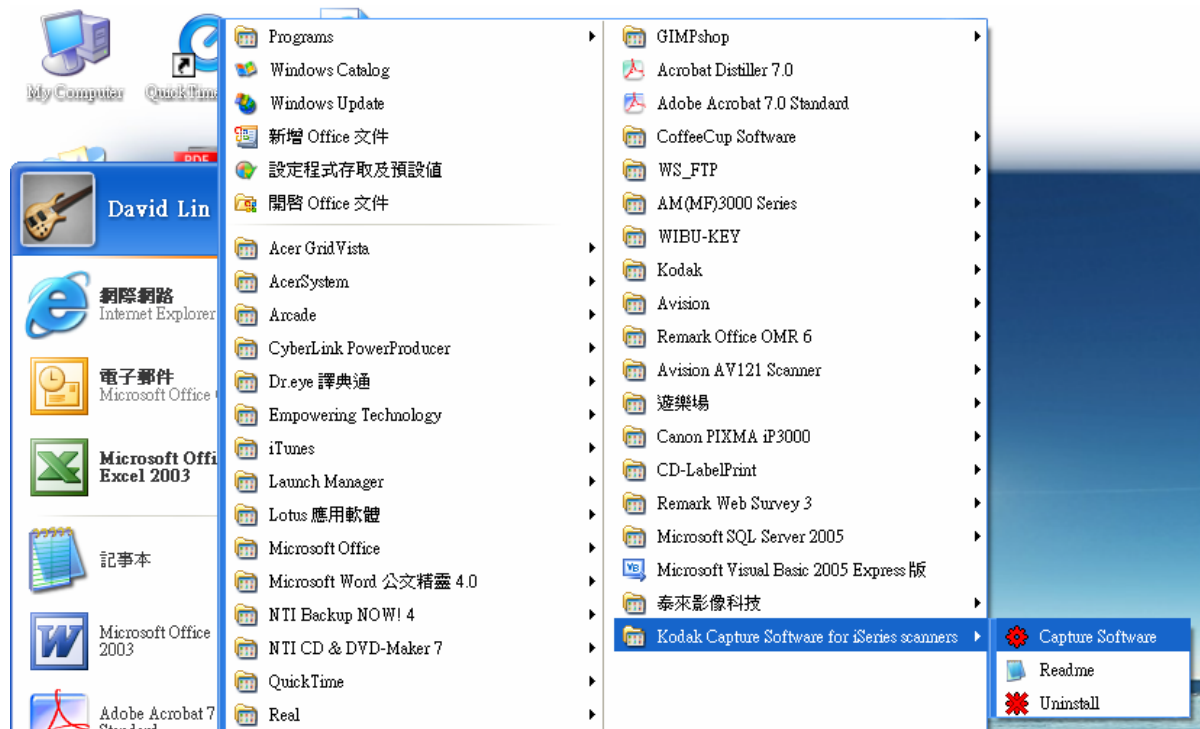 My Computer
QuickTime
PDF
David Lin
網際網路
Internet Explorer
電子郵件
Microsoft Office
Microsoft Offi
Excel 2003
記事本
Microsoft Office
2003
Adobe Acrobat 7
Standard
Programs
Windows Catalog
Windows Update
新增 Office 文件
設定程式存取及預設值
開啓 Office 文件
Acer GridVista
AcerSystem
Arcade
CyberLink PowerProducer
Dr.eye 譯典通
Empowering Technology
iTunes
Launch Manager
Lotus 應用軟體
Microsoft Office
Microsoft Word 公文精靈 4.0
NTI Backup NOW! 4
NTI CD & DVD-Maker 7
QuickTime
Real
GIMPshop
Acrobat Distiller 7.0
Adobe Acrobat 7.0 Standard
CoffeeCup Software
WS_FTP
AM(MF)3000 Series
WIBU-KEY
Kodak
Avision
Remark Office OMR 6
Avision AV121 Scanner
遊樂場
Canon PIXMA iP3000
CD-LabelPrint
Remark Web Survey 3
Microsoft SQL Server 2005
Microsoft Visual Basic 2005 Express 版
泰來影像科技
Kodak Capture Software for iSeries scanners
Capture Software
Readme
Uninstall